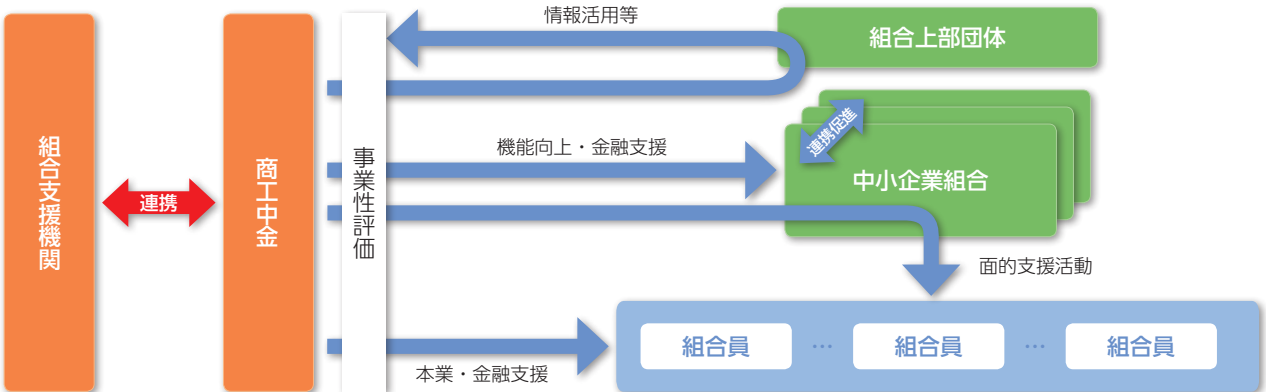 組合支援機関
連携
商工中金
事業性評価
情報活用等
組合上部団体
機能向上・金融支援
連携促進
中小企業組合
面的支援活動
組合員 … 組合員 … 組合員
本業・金融支援